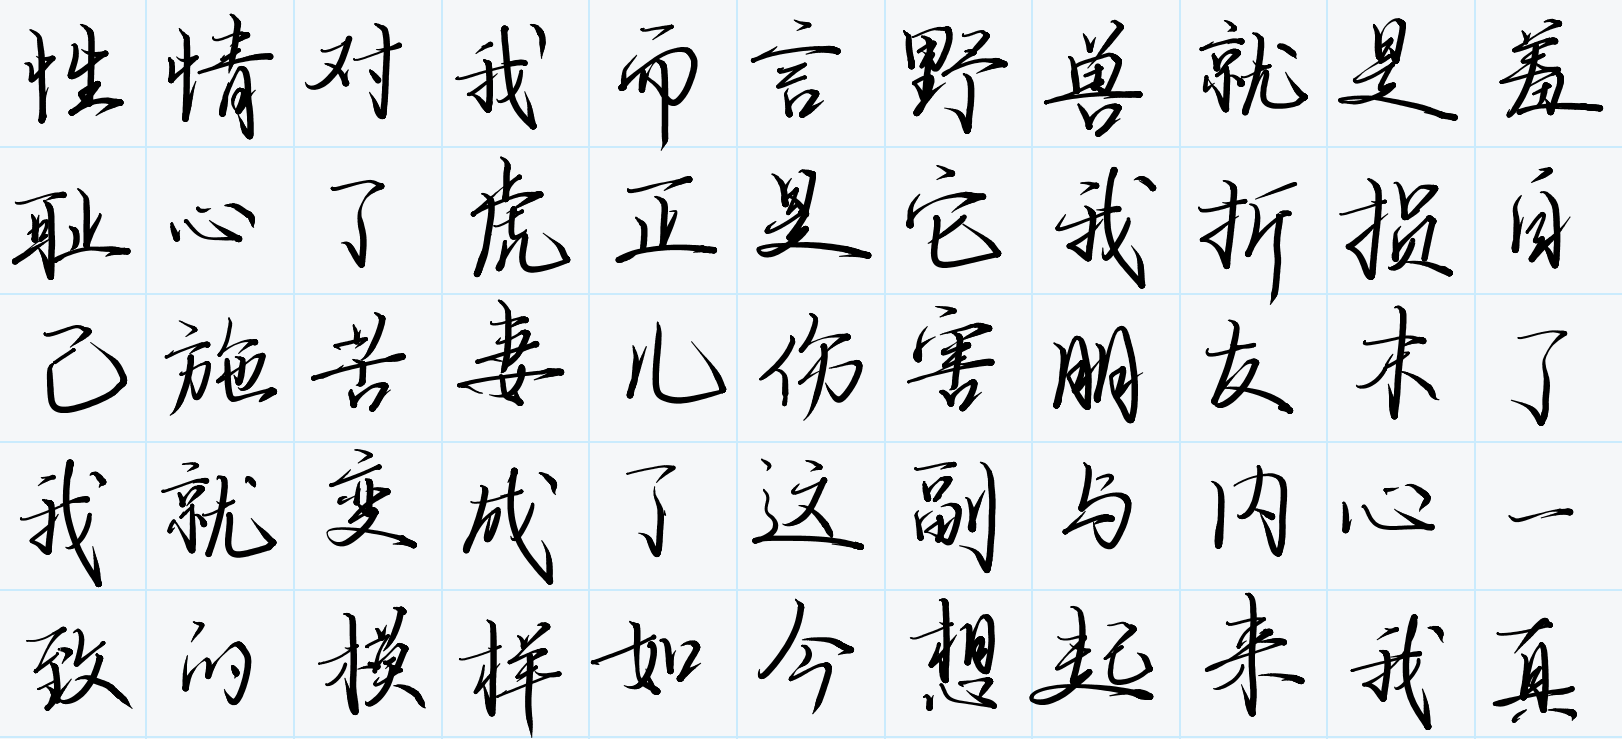 性情对我而言野兽就是羞
耻心了虎正是它我折损自
己施苦妻儿伤害朋友末了
我就变成了这副与内心一
致的模样如今想起来我真